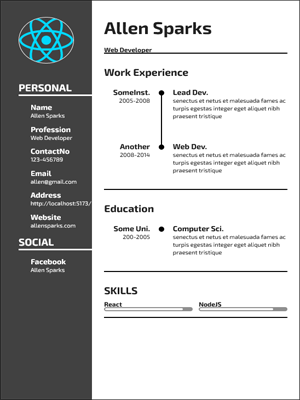 Allen Sparks
Web Developer
PERSONAL
Name
Allen Sparks
Profession
Web Developer
ContactNo
123-456789
Email
allen@gmail.com
Address
http://localhost:5173/
Website
allensparks.com
SOCIAL
Facebook
Allen Sparks
Work Experience
SomeInst.
2005-2008
Lead Dev.
senectus et netus et malesuada fames ac
turpis egestas integer eget aliquet nibh
praesent tristique
Another
2008-2014
Web Dev.
senectus et netus et malesuada fames ac
turpis egestas integer eget aliquet nibh
praesent tristique
Education
Some Uni.
200-2005
Computer Sci.
senectus et netus et malesuada fames ac
turpis egestas integer eget aliquet nibh
praesent tristique
SKILLS
React
NodeJS